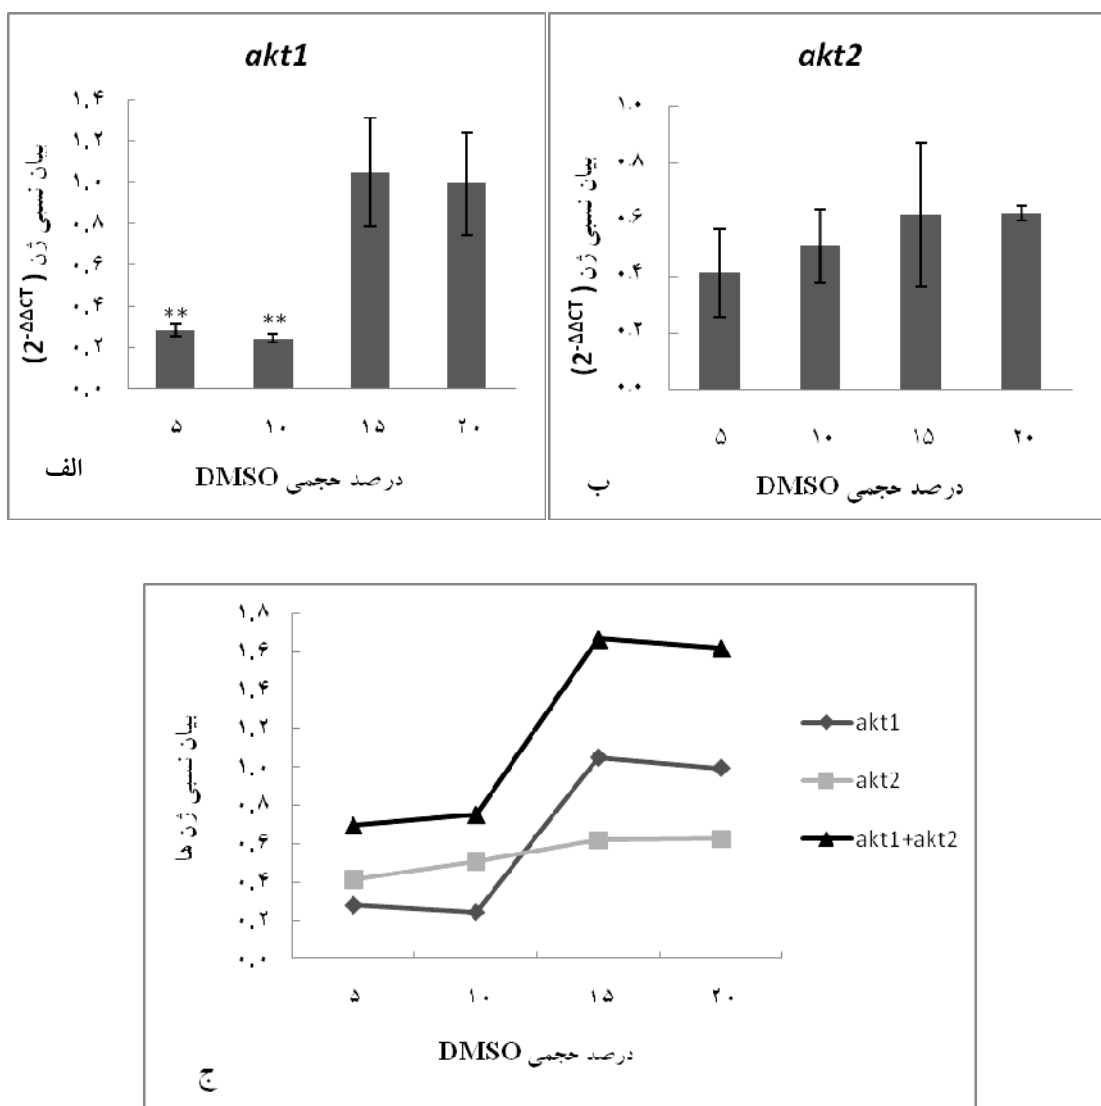 akt1
بیان نسبی ژن (2-ΔΔCT)
۱.۴
۱.۲
۱.۰
۰.۸
۰.۶
۰.۴
۰.۲
۰.۰
** **
۵ ۱۰ ۱۵ ۲۰
درصد حجمی DMSO
الف
akt2
بیان نسبی ژن (2-ΔΔCT)
۱.۰
۰.۸
۰.۶
۰.۴
۰.۲
۰.۰
۵ ۱۰ ۱۵ ۲۰
درصد حجمی DMSO
ب
بیان نسبی ژن ها
۱.۸
۱.۶
۱.۴
۱.۲
۱.۰
۰.۸
۰.۶
۰.۴
۰.۲
۰.۰
۵ ۱۰ ۱۵ ۲۰
درصد حجمی DMSO
akt1
akt2
akt1+akt2
ج